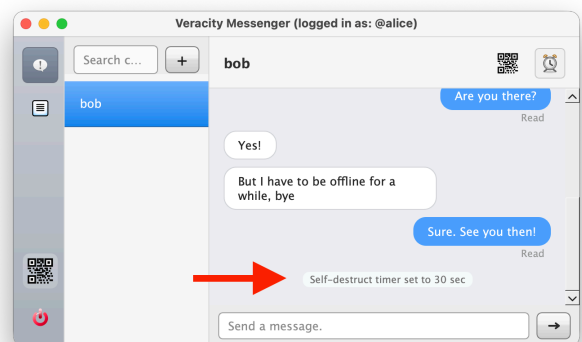 Veracity Messenger (logged in as: @alice)
Search c...
+
bob
bob
Are you there?
Read
Yes!
But I have to be offline for a
while, bye
Sure. See you then!
Read
Self-destruct timer set to 30 sec
Send a message.